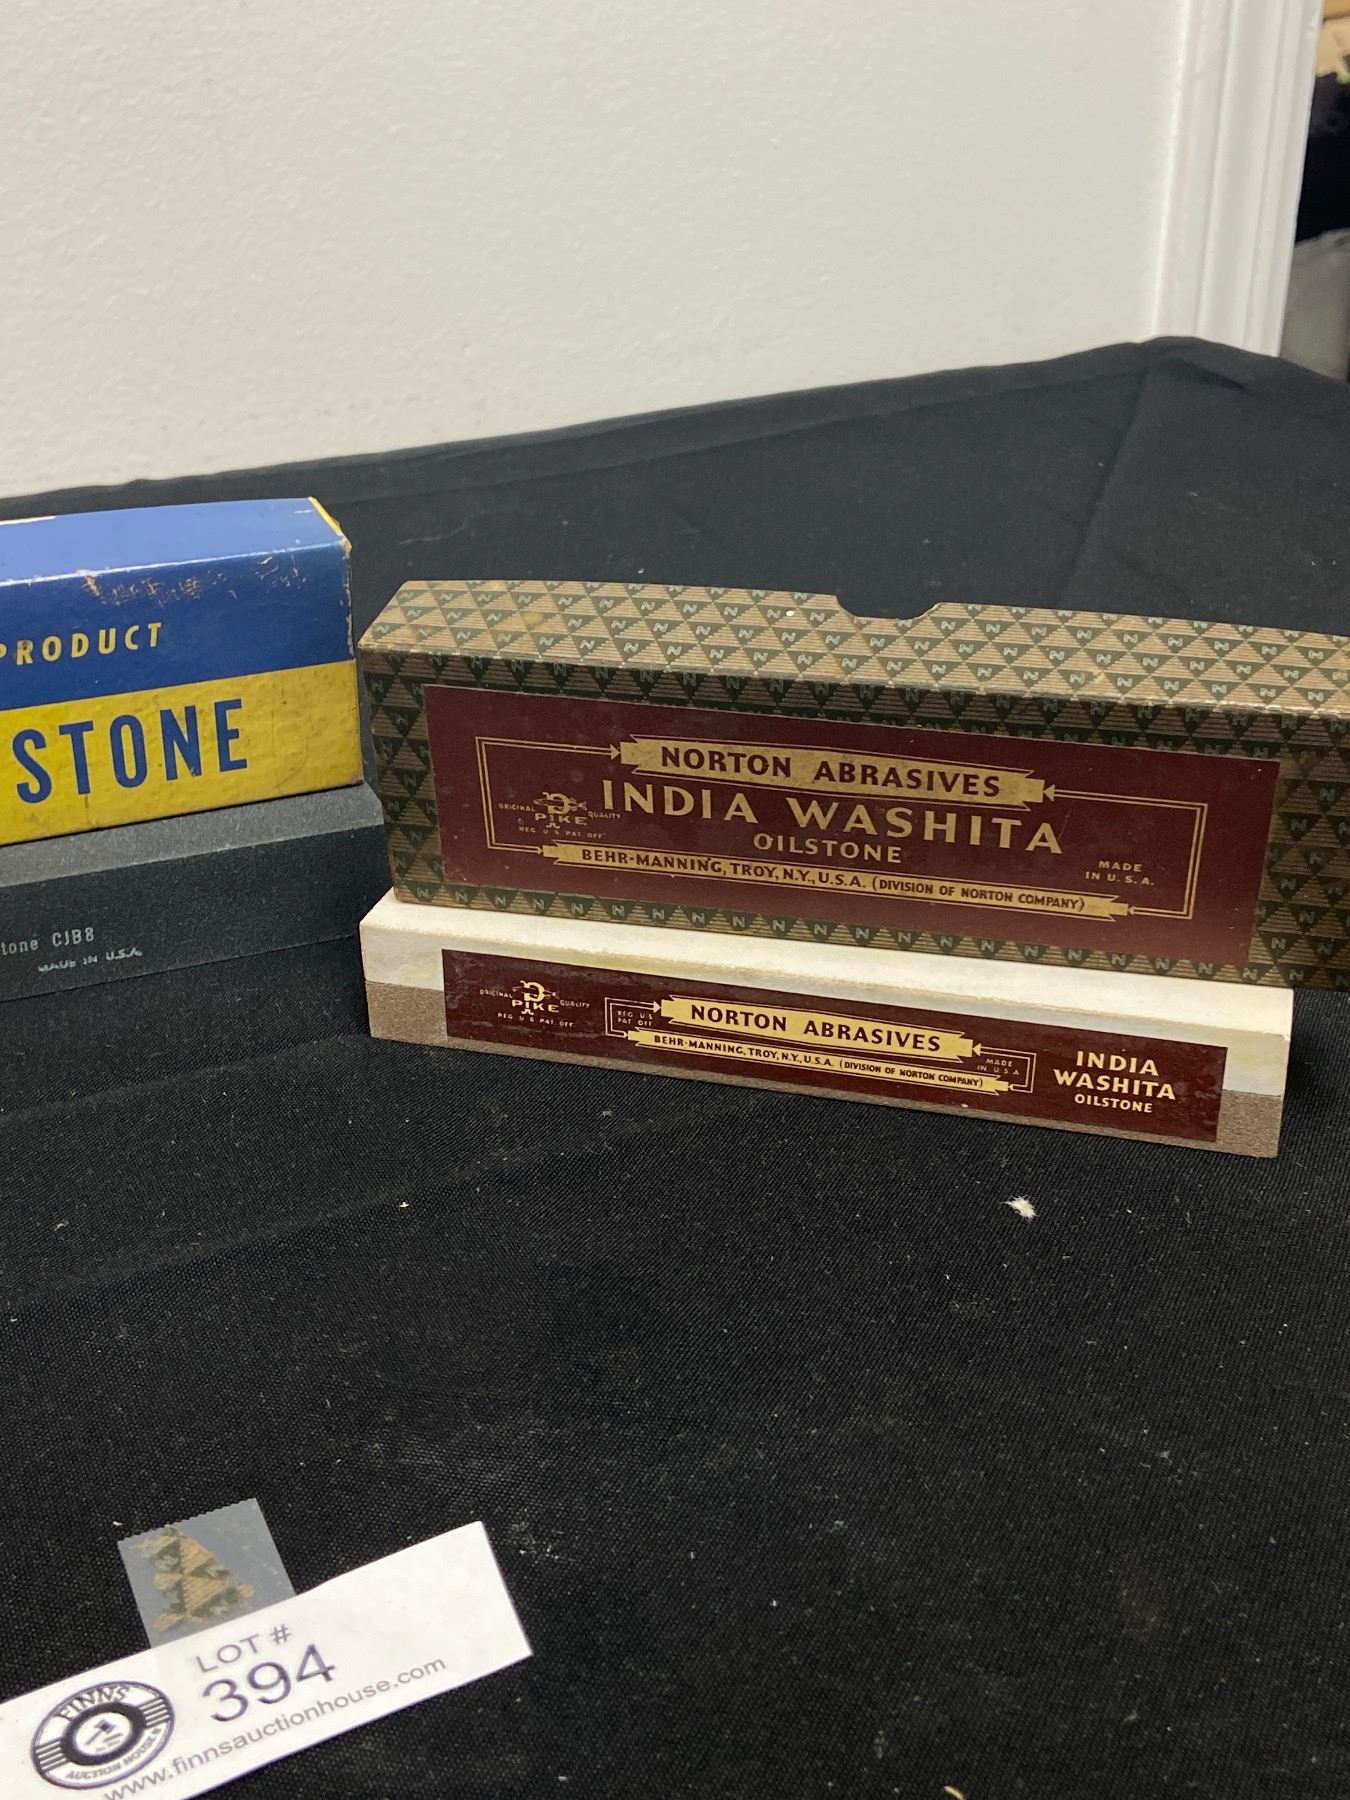 PRODUCT
STONE
tone CJB8
MADE IN U.S.A.
NORTON ABRASIVES
INDIA WASHITA
OILSTONE
ORIGINAL PIKE QUALITY
REG U S PAT OFF
BEHR-MANNING, TROY, N.Y., U.S.A. (DIVISION OF NORTON COMPANY)
MADE
IN U.S.A.
ORIGINAL PIKE QUALITY
REG U S PAT OFF
REG U.S.
PAT OFF
NORTON ABRASIVES
BEHR-MANNING, TROY, N.Y., U.S.A. (DIVISION OF NORTON COMPANY)
MADE
IN U.S.A
INDIA
WASHITA
OILSTONE
LOT #
394
FINNS
AUCTION HOUSE
www.finnsauctionhouse.com